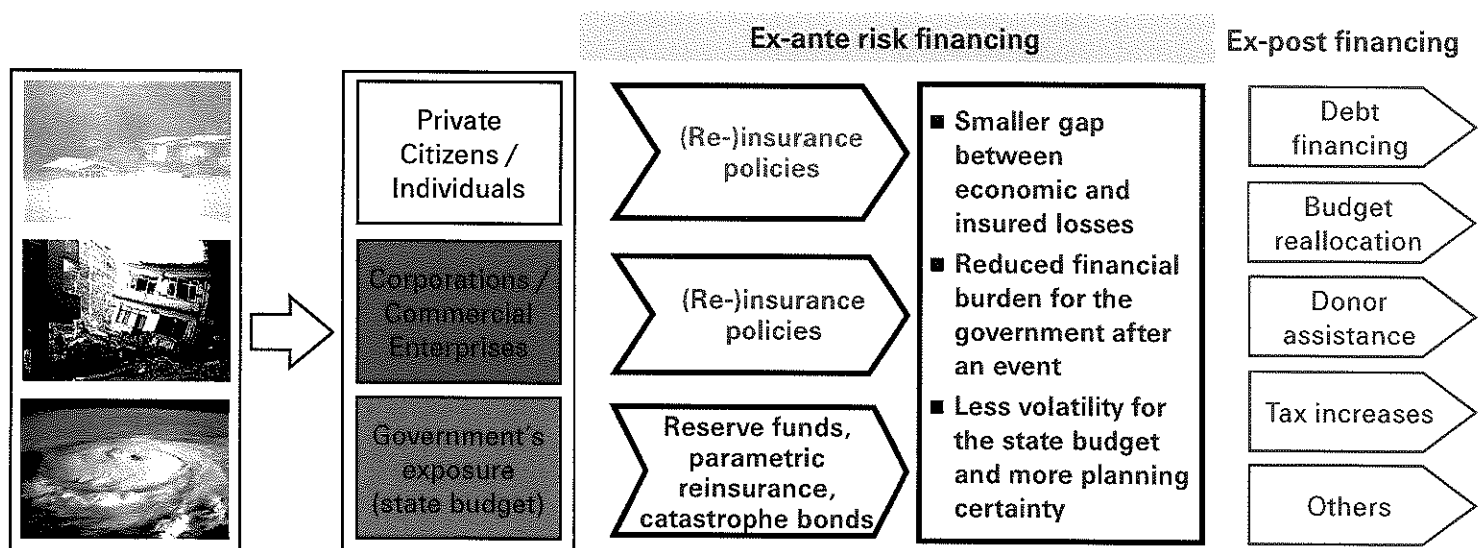 Ex-ante risk financing
Ex-post financing
Private
Citizens /
Individuals
Corporations /
Commercial
Enterprises
Government's
exposure
(state budget)
(Re-)insurance
policies
(Re-)insurance
policies
Reserve funds,
parametric
reinsurance,
catastrophe bonds
■ Smaller gap
between
economic and
insured losses
■ Reduced financial
burden for the
government after
an event
■ Less volatility for
the state budget
and more planning
certainty
Debt
financing
Budget
reallocation
Donor
assistance
Tax increases
Others